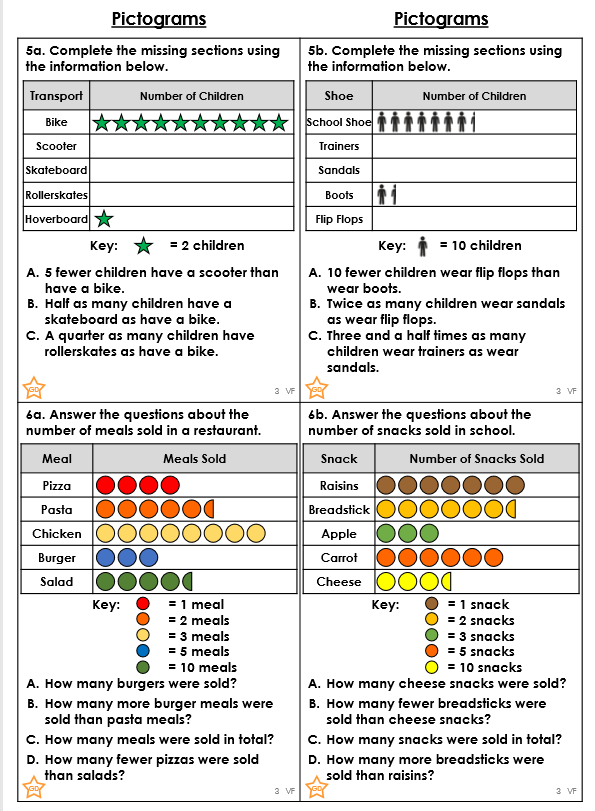 Pictograms
5a. Complete the missing sections using
the information below.
Transport Number of Children
Bike
Scooter
Skateboard
Rollerskates
Hoverboard
Key: = 2 children
A. 5 fewer children have a scooter than
have a bike.
B. Half as many children have a
skateboard as have a bike.
C. A quarter as many children have
rollerskates as have a bike.
GD
3 VF
Pictograms
5b. Complete the missing sections using
the information below.
Shoe Number of Children
School Shoe
Trainers
Sandals
Boots
Flip Flops
Key: = 10 children
A. 10 fewer children wear flip flops than
wear boots.
B. Twice as many children wear sandals
as wear flip flops.
C. Three and a half times as many
children wear trainers as wear
sandals.
GD
3 VF
6a. Answer the questions about the
number of meals sold in a restaurant.
Meal Meals Sold
Pizza
Pasta
Chicken
Burger
Salad
Key: = 1 meal
= 2 meals
= 3 meals
= 5 meals
= 10 meals
A. How many burgers were sold?
B. How many more burger meals were
sold than pasta meals?
C. How many meals were sold in total?
D. How many fewer pizzas were sold
than salads?
GD
3 VF
6b. Answer the questions about the
number of snacks sold in school.
Snack Number of Snacks Sold
Raisins
Breadstick
Apple
Carrot
Cheese
Key: = 1 snack
= 2 snacks
= 3 snacks
= 5 snacks
= 10 snacks
A. How many cheese snacks were sold?
B. How many fewer breadsticks were
sold than cheese snacks?
C. How many snacks were sold in total?
D. How many more breadsticks were
sold than raisins?
GD
3 VF